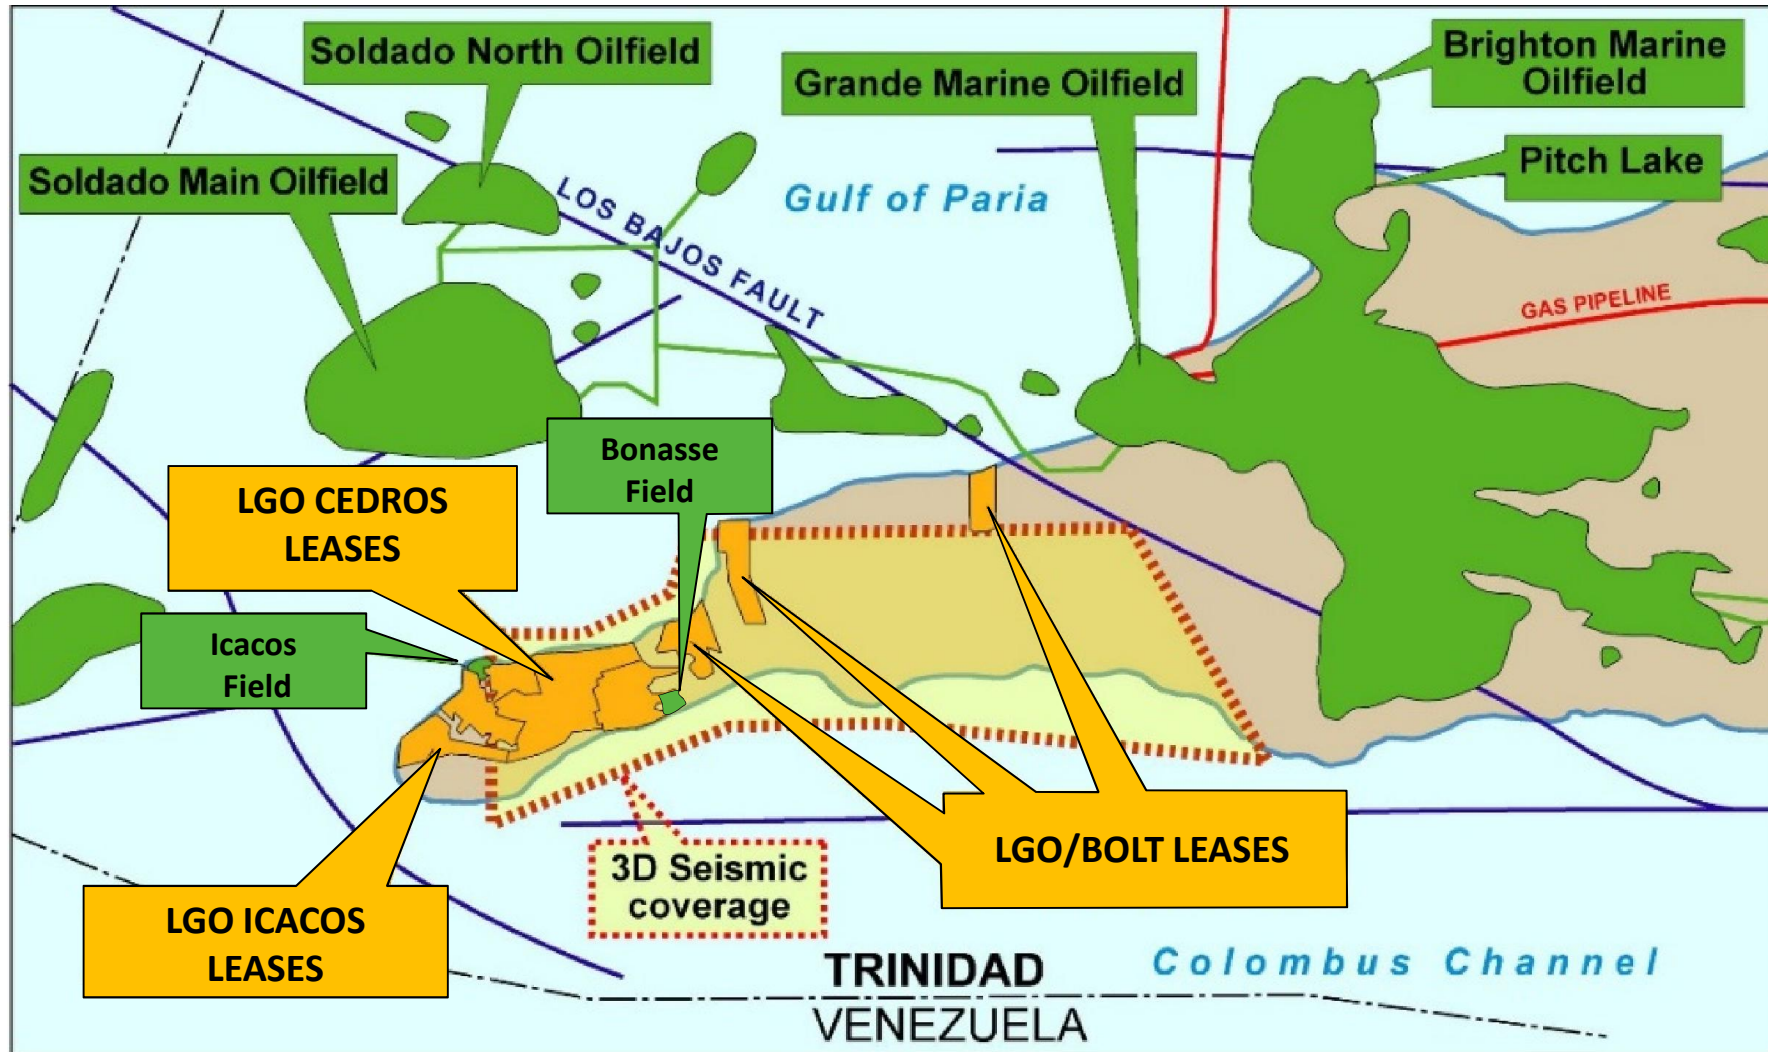 Soldado North Oilfield
Grande Marine Oilfield
Brighton Marine
Oilfield
Soldado Main Oilfield
Pitch Lake
Gulf of Paria
LOS BAJOS FAULT
GAS PIPELINE
Bonasse
Field
LGO CEDROS
LEASES
Icacos
Field
LGO/BOLT LEASES
3D Seismic
coverage
LGO ICACOS
LEASES
TRINIDAD
VENEZUELA
Colombus Channel